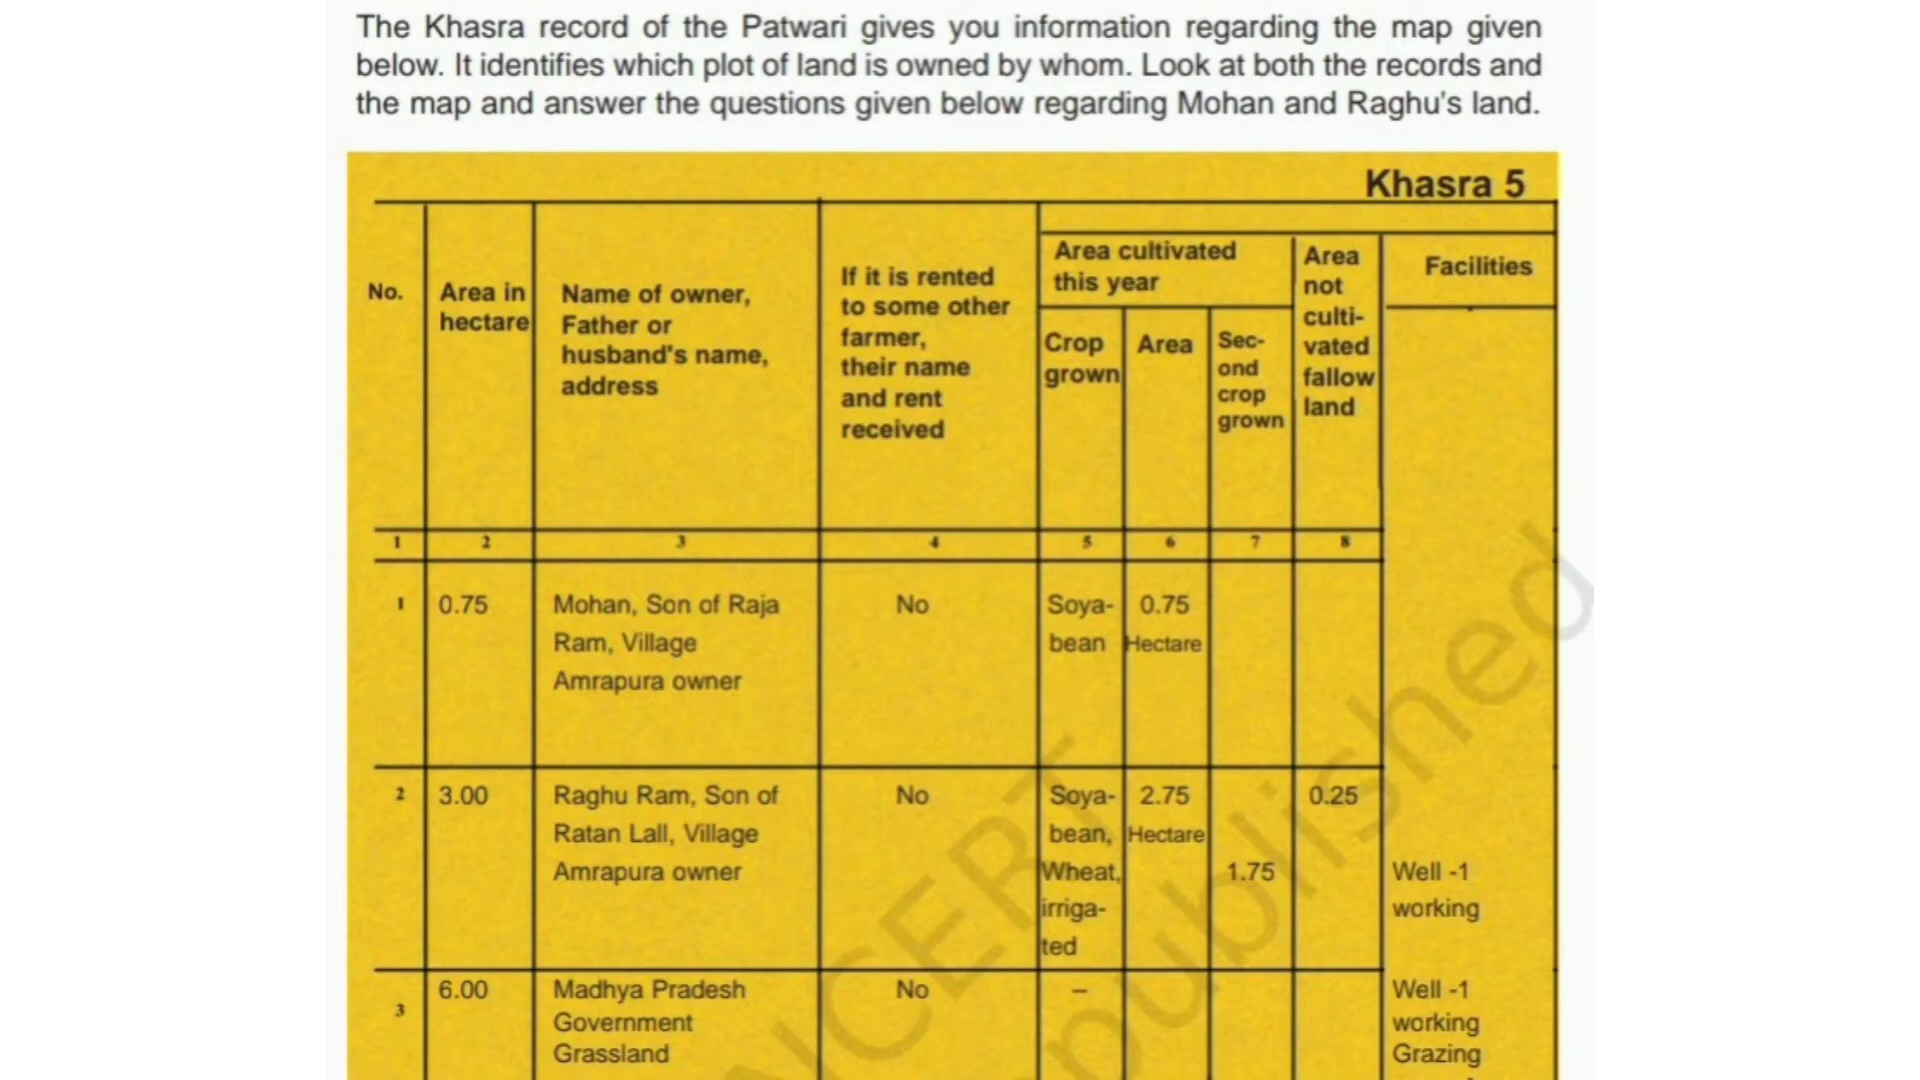 The Khasra record of the Patwari gives you information regarding the map given
below. It identifies which plot of land is owned by whom. Look at both the records and
the map and answer the questions given below regarding Mohan and Raghu's land.
Khasra 5
No.
Area in
hectare
Name of owner,
Father or
husband's name,
address
If it is rented
to some other
farmer,
their name
and rent
received
Area cultivated
this year
Crop
grown
Area
Sec-
ond
crop
grown
Area
not
culti-
vated
fallow
land
Facilities
1 2 3 4 5 6 7 8
1 0.75 Mohan, Son of Raja No Soya- 0.75
Ram, Village bean Hectare
Amrapura owner
2 3.00 Raghu Ram, Son of No Soya- 2.75 0.25
Ratan Lall, Village bean, Hectare
Amrapura owner Wheat, 1.75 Well -1
irriga- working
ted
6.00 Madhya Pradesh No – Well -1
3 Government working
Grassland Grazing
NCERT
published